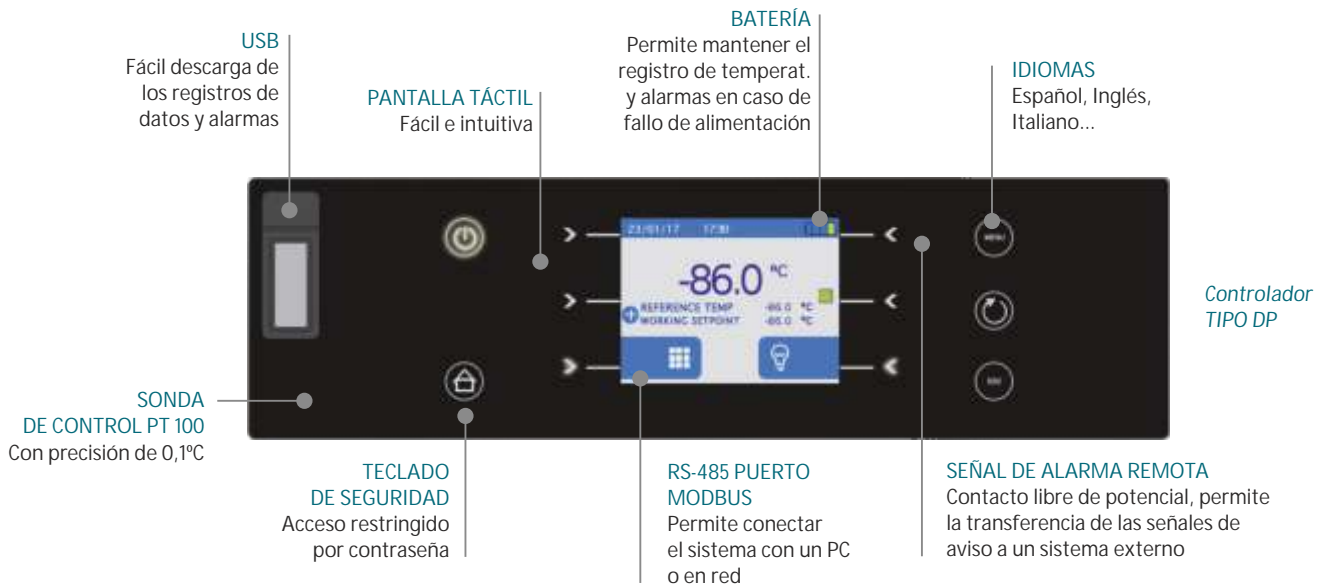 USB
Fácil descarga de
los registros de
datos y alarmas
PANTALLA TÁCTIL
Fácil e intuitiva
BATERÍA
Permite mantener el
registro de temperat.
y alarmas en caso de
fallo de alimentación
IDIOMAS
Español, Inglés,
Italiano...
23/01/17 17:30
-86.0 ºC
REFERENCE TEMP -86.0 ºC
WORKING SETPOINT -86.0 ºC
MENU
Controlador
TIPO DP
SONDA
DE CONTROL PT 100
Con precisión de 0,1ºC
TECLADO
DE SEGURIDAD
Acceso restringido
por contraseña
RS-485 PUERTO
MODBUS
Permite conectar
el sistema con un PC
o en red
SEÑAL DE ALARMA REMOTA
Contacto libre de potencial, permite
la transferencia de las señales de
aviso a un sistema externo